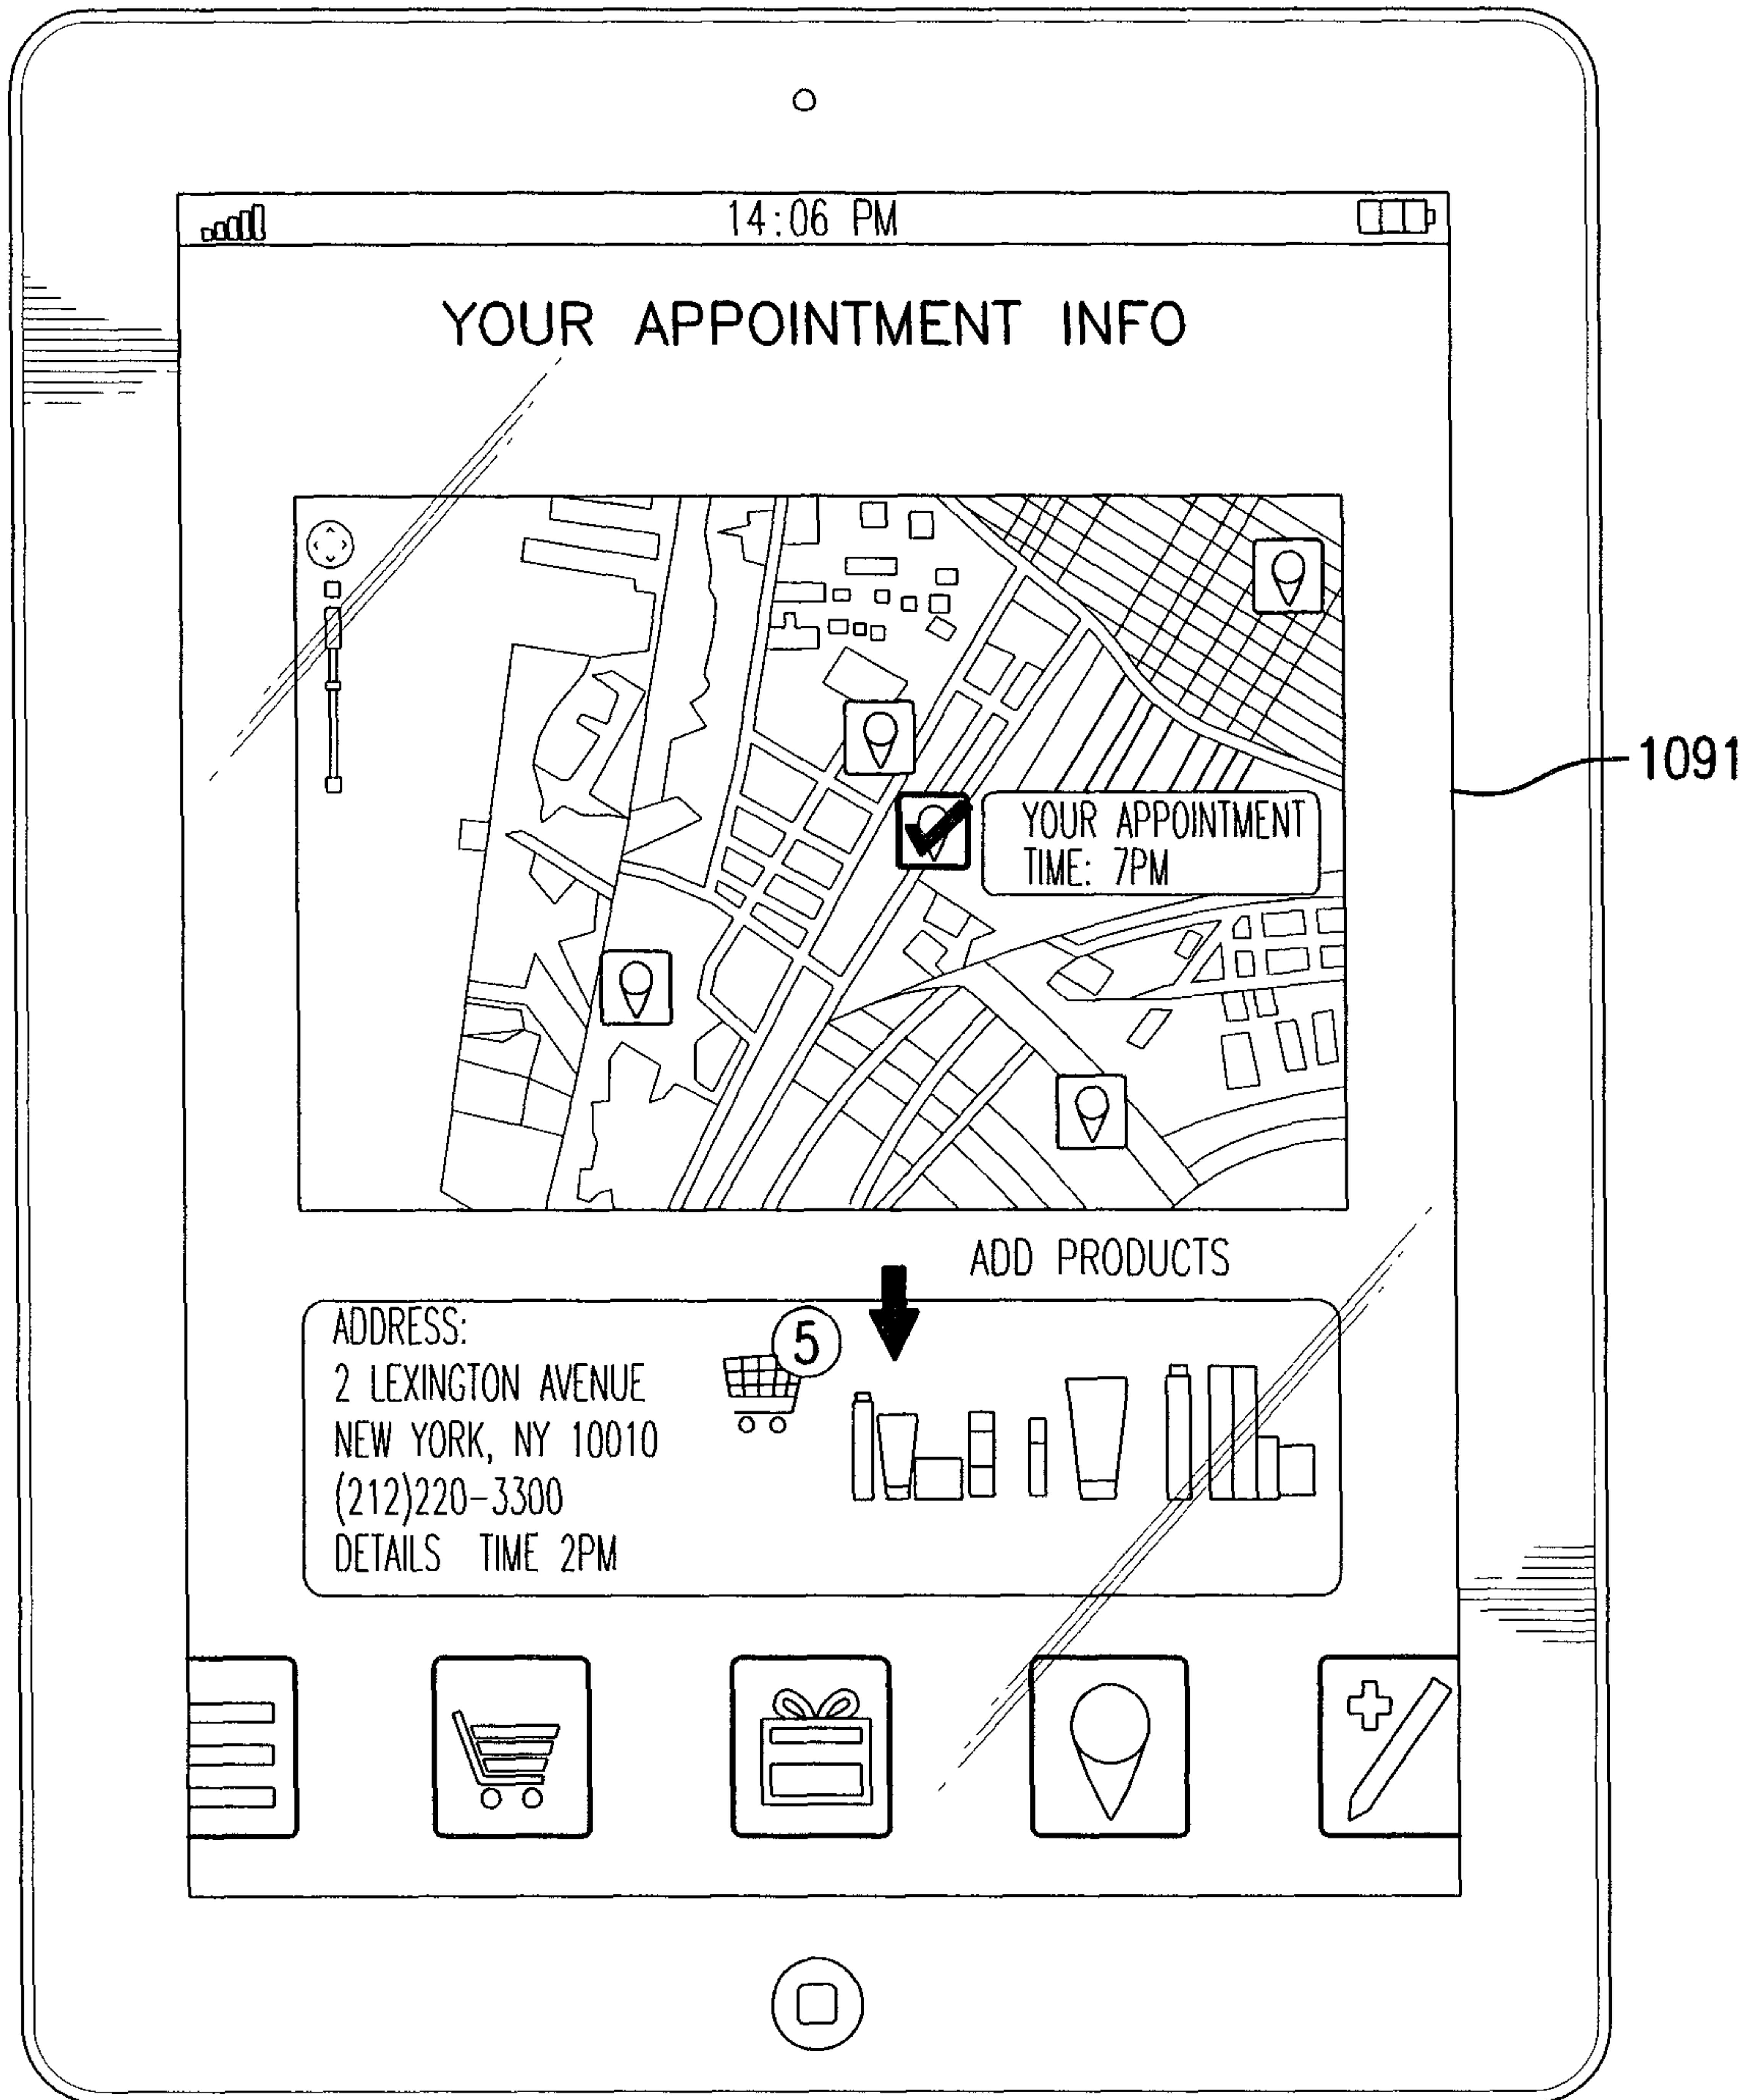 14:06 PM
YOUR APPOINTMENT INFO
1091
YOUR APPOINTMENT
TIME: 7PM
ADD PRODUCTS
ADDRESS:
2 LEXINGTON AVENUE
NEW YORK, NY 10010
(212)220-3300
DETAILS TIME 2PM
5